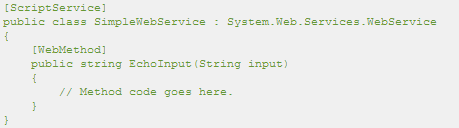 [ScriptService]
public class SimpleWebService : System.Web.Services.WebService
{
    [WebMethod]
    public string EchoInput(String input)
    {
        // Method code goes here.
    }
}